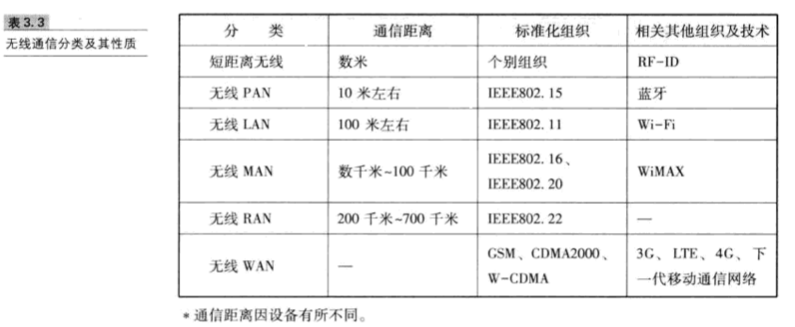 表3.3
无线通信分类及其性质
分 类 通信距离 标准化组织 相关其他组织及技术
短距离无线 数米 个别组织 RF-ID
无线 PAN 10 米左右 IEEE802.15 蓝牙
无线 LAN 100 米左右 IEEE802.11 Wi-Fi
无线 MAN 数千米~100 千米 IEEE802.16、
IEEE802.20 WiMAX
无线 RAN 200 千米~700 千米 IEEE802.22 —
无线 WAN — GSM、CDMA2000、
W-CDMA 3G、LTE、4G、下
一代移动通信网络
* 通信距离因设备有所不同。